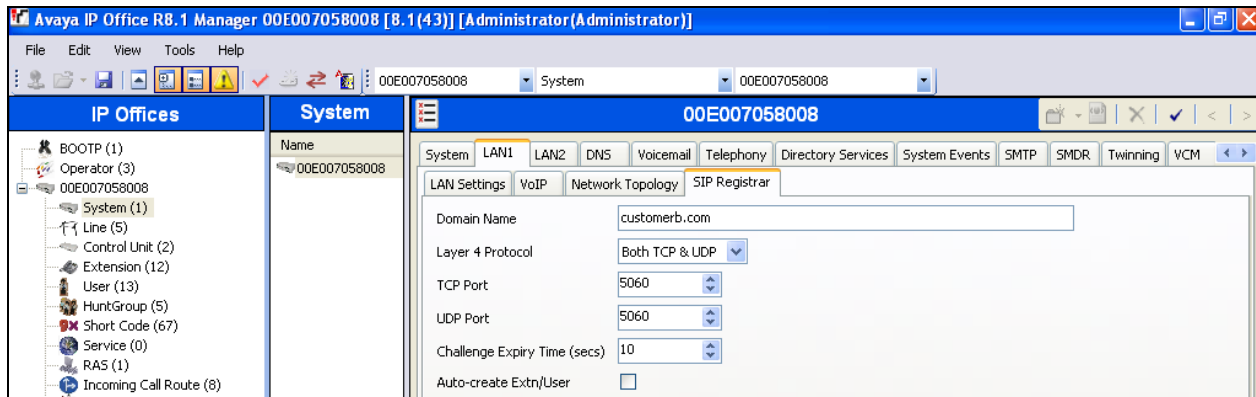 Avaya IP Office R8.1 Manager 00E007058008 [8.1(43)] [Administrator(Administrator)]
File Edit View Tools Help
00E007058008 System 00E007058008
IP Offices
BOOTP (1)
Operator (3)
00E007058008
System (1)
Line (5)
Control Unit (2)
Extension (12)
User (13)
HuntGroup (5)
Short Code (67)
Service (0)
RAS (1)
Incoming Call Route (8)
System
Name
00E007058008
00E007058008
System LAN1 LAN2 DNS Voicemail Telephony Directory Services System Events SMTP SMDR Twinning VCM
LAN Settings VoIP Network Topology SIP Registrar
Domain Name customerb.com
Layer 4 Protocol Both TCP & UDP
TCP Port 5060
UDP Port 5060
Challenge Expiry Time (secs) 10
Auto-create Extn/User